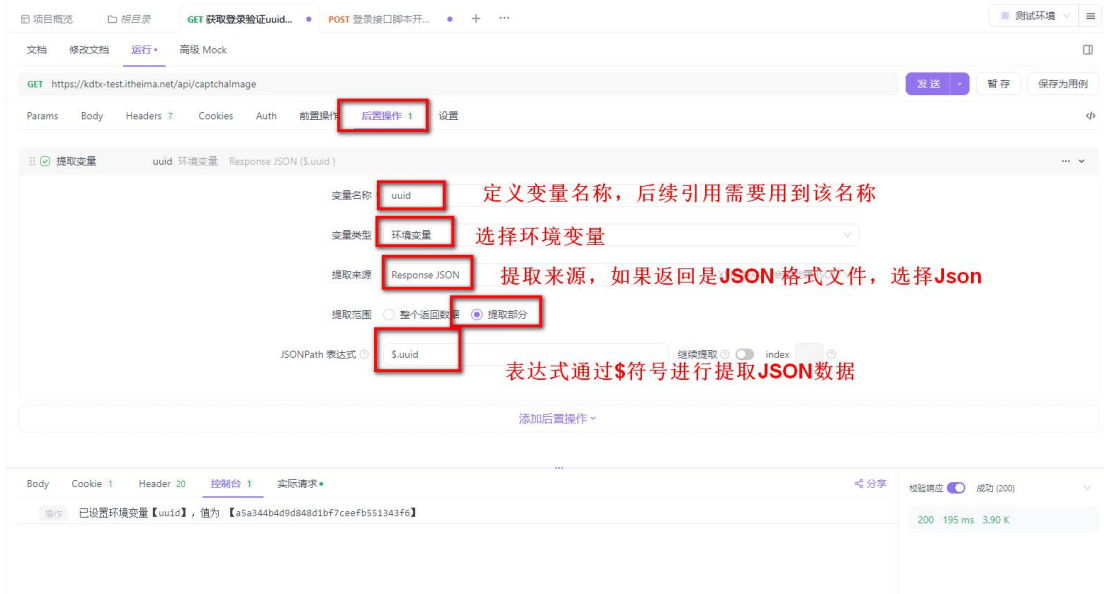 项目概览 根目录 GET 获取登录验证uuid... POST 登录接口脚本开... + ... 测试环境
文档 修改文档 运行 高级 Mock
GET https://kdtx-test.itheima.net/api/captchaImage 发送 暂存 保存为用例
Params Body Headers 7 Cookies Auth 前置操作 后置操作 1 设置
提取变量 uuid 环境变量 Response JSON ($.uuid )
变量名称 uuid 定义变量名称，后续引用需要用到该名称
变量类型 环境变量 选择环境变量
提取来源 Response JSON 提取来源，如果返回是JSON 格式文件，选择Json
提取范围 整个返回数据 提取部分
JSONPath 表达式 $.uuid 继续提取 index
表达式通过$符号进行提取JSON数据
添加后置操作
Body Cookie 1 Header 20 控制台 1 实际请求 分享 校验响应 成功 (200)
操作 已设置环境变量【uuid】，值为 【a5a344b4d9d848d1bf7ceefb551343f6】
200 195 ms 3.90 K